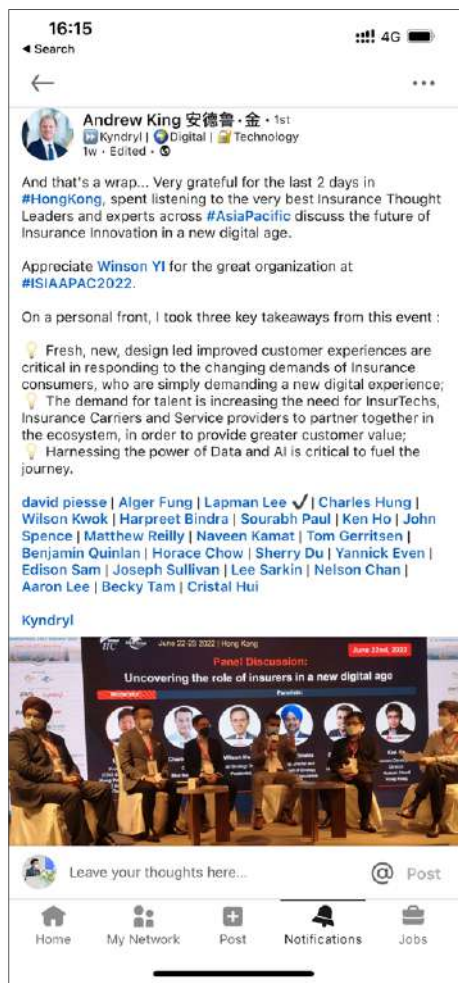 16:15
4G
Search
Andrew King 安德鲁·金 • 1st
Kyndryl | Digital | Technology
1w • Edited •
And that's a wrap... Very grateful for the last 2 days in
#HongKong, spent listening to the very best Insurance Thought
Leaders and experts across #AsiaPacific discuss the future of
Insurance Innovation in a new digital age.
Appreciate Winson YI for the great organization at
#ISIAAPAC2022.
On a personal front, I took three key takeaways from this event :
Fresh, new, design led improved customer experiences are
critical in responding to the changing demands of Insurance
consumers, who are simply demanding a new digital experience;
The demand for talent is increasing the need for InsurTechs,
Insurance Carriers and Service providers to partner together in
the ecosystem, in order to provide greater customer value;
Harnessing the power of Data and AI is critical to fuel the
journey.
david piesse | Alger Fung | Lapman Lee ✔ | Charles Hung |
Wilson Kwok | Harpreet Bindra | Sourabh Paul | Ken Ho | John
Spence | Matthew Reilly | Naveen Kamat | Tom Gerritsen |
Benjamin Quinlan | Horace Chow | Sherry Du | Yannick Even |
Edison Sam | Joseph Sullivan | Lee Sarkin | Nelson Chan |
Aaron Lee | Becky Tam | Cristal Hui
Kyndryl
IFC
June 22-23 2022 | Hong Kong
June 22nd, 2022
Panel Discussion:
Uncovering the role of insurers in a new digital age
Leave your thoughts here...
@ Post
Home
My Network
Post
Notifications
Jobs